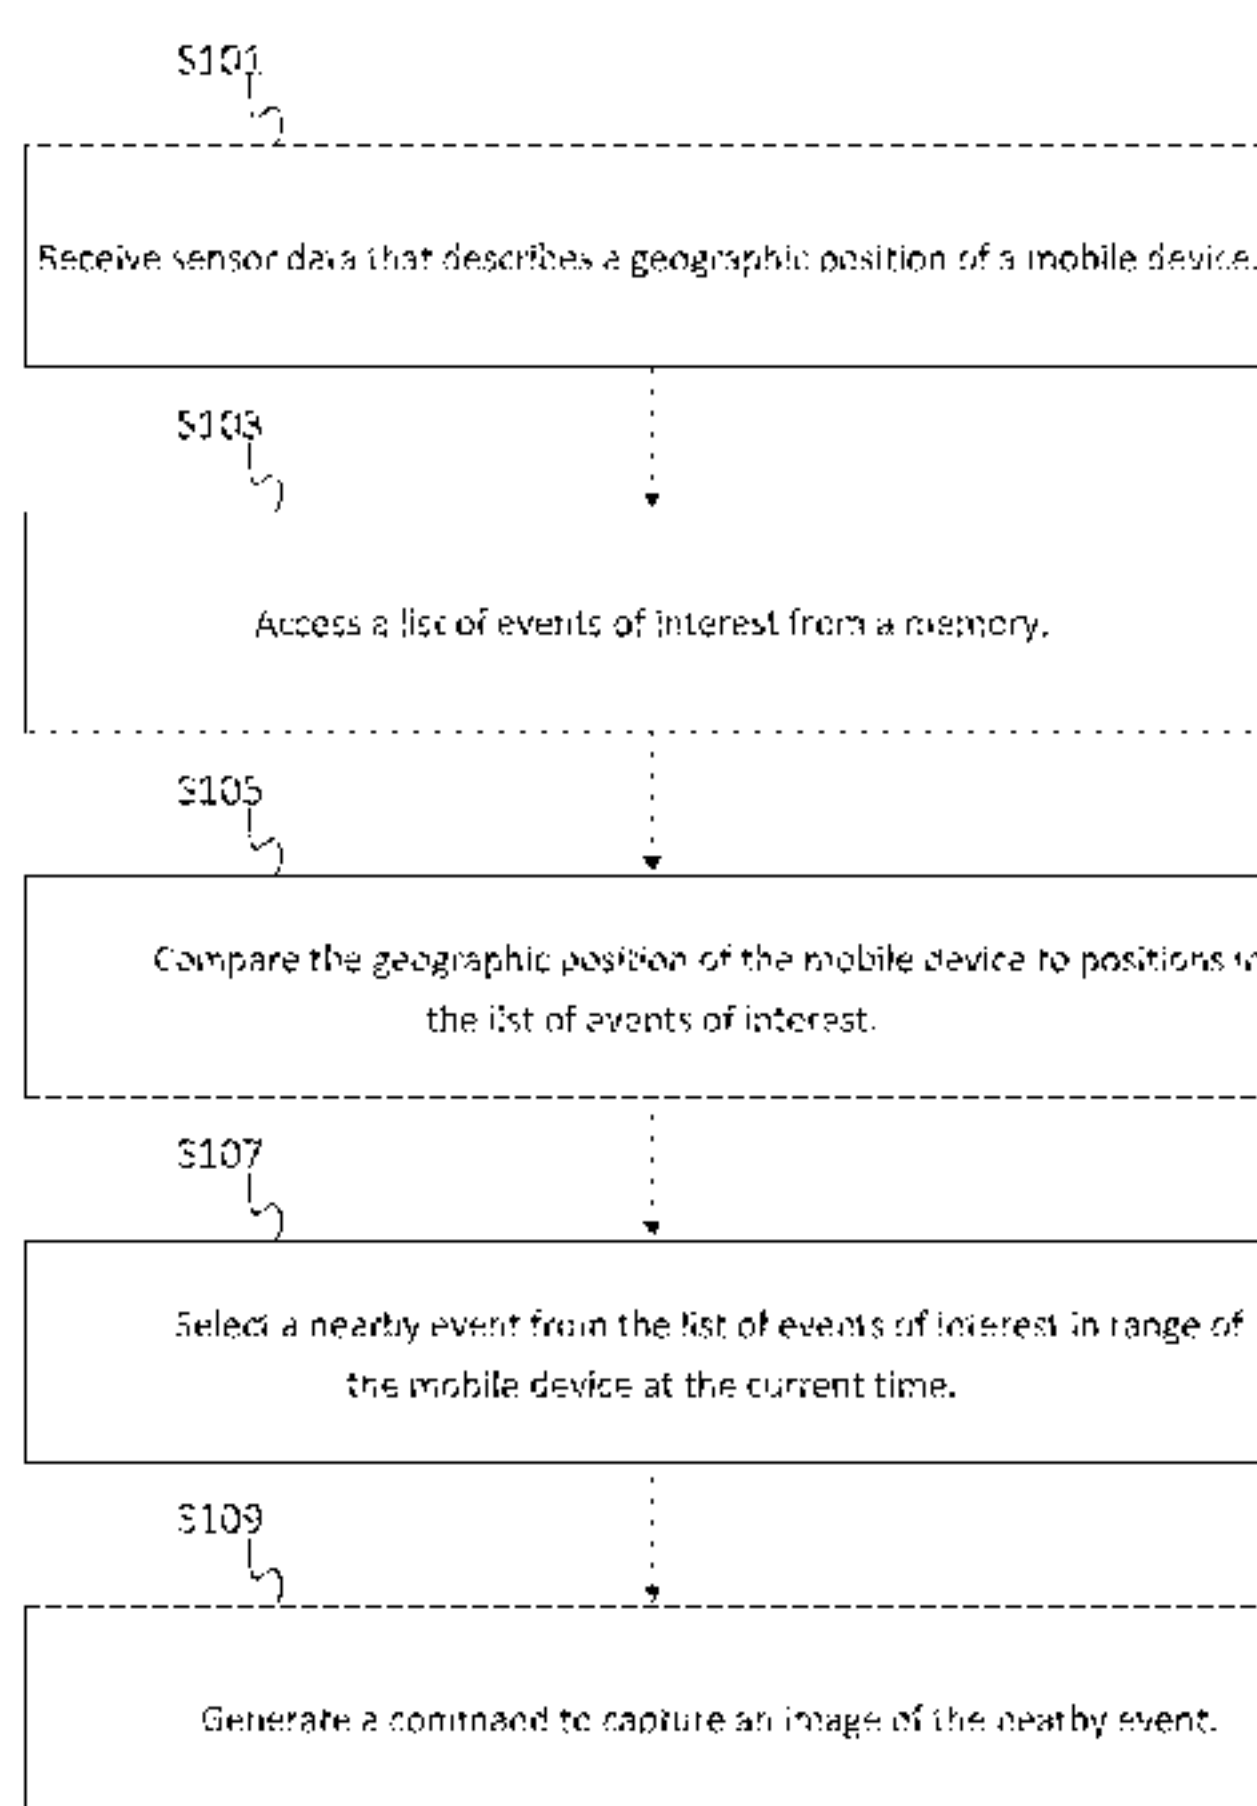 S101
Receive sensor data that describes a geographic position of a mobile device.
S103
Access a list of events of interest from a memory.
S105
Compare the geographic position of the mobile device to positions in
the list of events of interest.
S107
Select a nearby event from the list of events of interest in range of
the mobile device at the current time.
S109
Generate a command to capture an image of the nearby event.